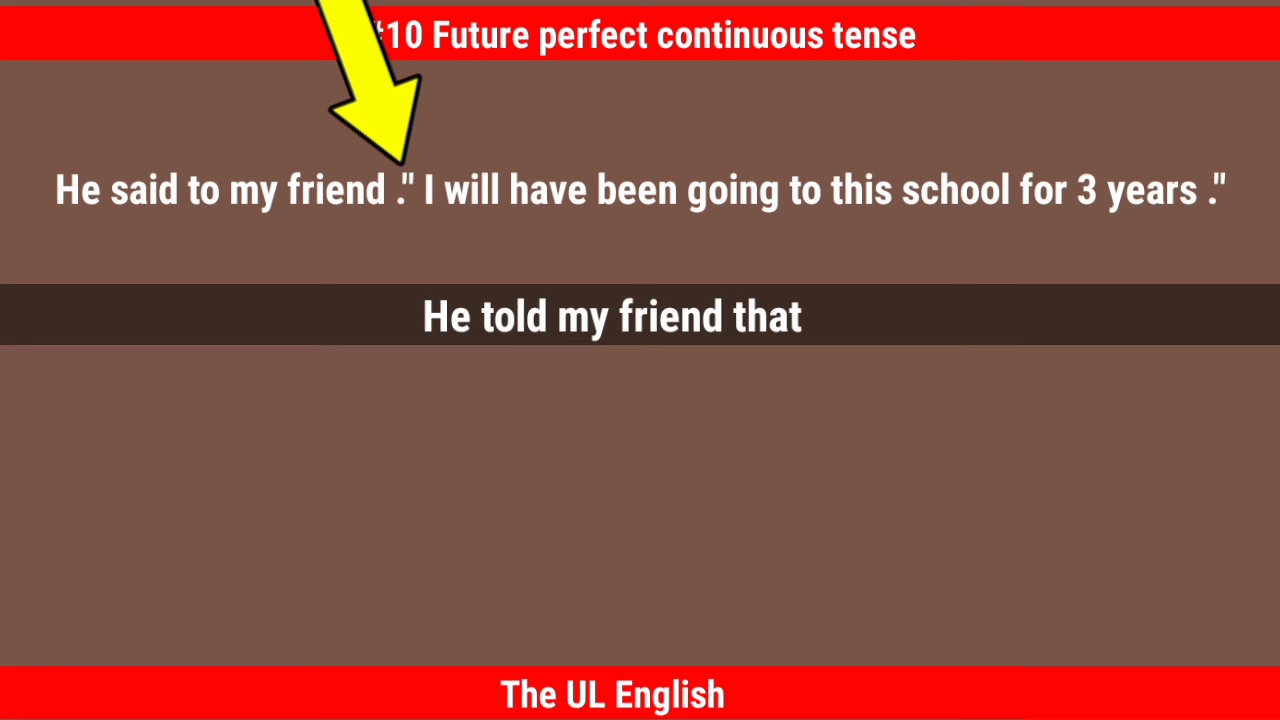 #10 Future perfect continuous tense
He said to my friend ." I will have been going to this school for 3 years ."
He told my friend that
The UL English